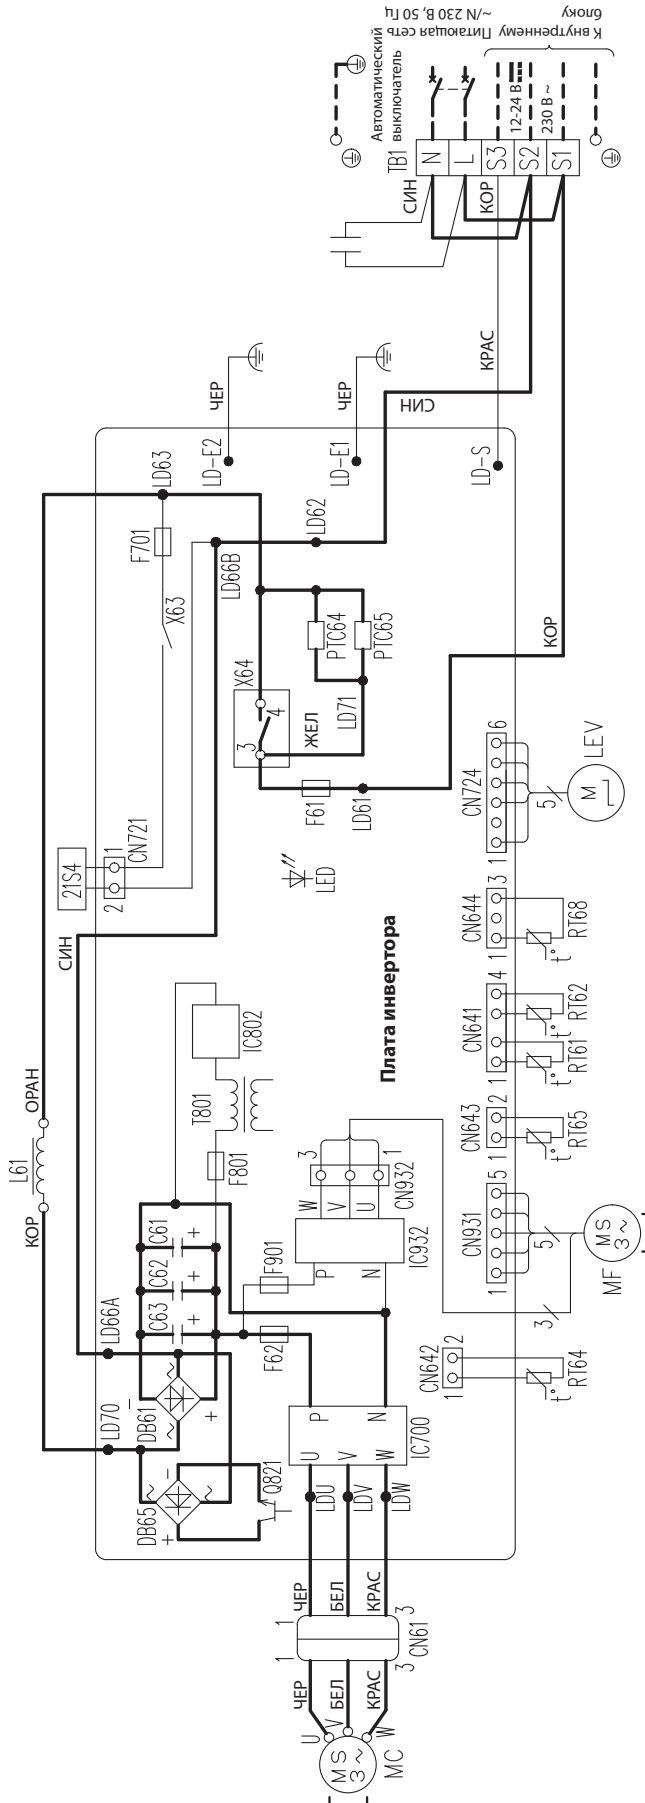 Автоматический
выключатель
Питающая сеть
~/N 230 В, 50 Гц
К внутреннему
блоку
TB1
N
L
S3
S2
S1
12-24 В
230 В ~
СИН
КОР
КРАС
ЧЕР
ЧЕР
СИН
КОР
LD-E2
LD-E1
LD-S
LD63
F701
X63
LD66B
LD62
PTC64
PTC65
X64
3
4
ЖЕЛ
LD71
F61
LD61
21S4
2
1
CN721
СИН
LED
Плата инвертора
L61
КОР
ОРАН
IC802
T801
F801
C61
C62
C63
+
+
+
LD66A
LD70
DB61
~
~
−
+
DB65
~
~
−
+
Q821
F901
F62
IC932
P
N
W
V
U
3
1
CN932
IC700
P
N
U
V
W
LDU
LDV
LDW
ЧЕР
БЕЛ
КРАС
1
1
3
3
CN61
ЧЕР
БЕЛ
КРАС
U
V
W
MS
3~
MC
CN642
1
2
t°
RT64
CN931
1
5
5
3
MS
3~
MF
CN643
1
2
t°
RT65
CN641
1
4
t°
RT61
t°
RT62
CN644
1
3
t°
RT68
CN724
1
6
5
M
LEV